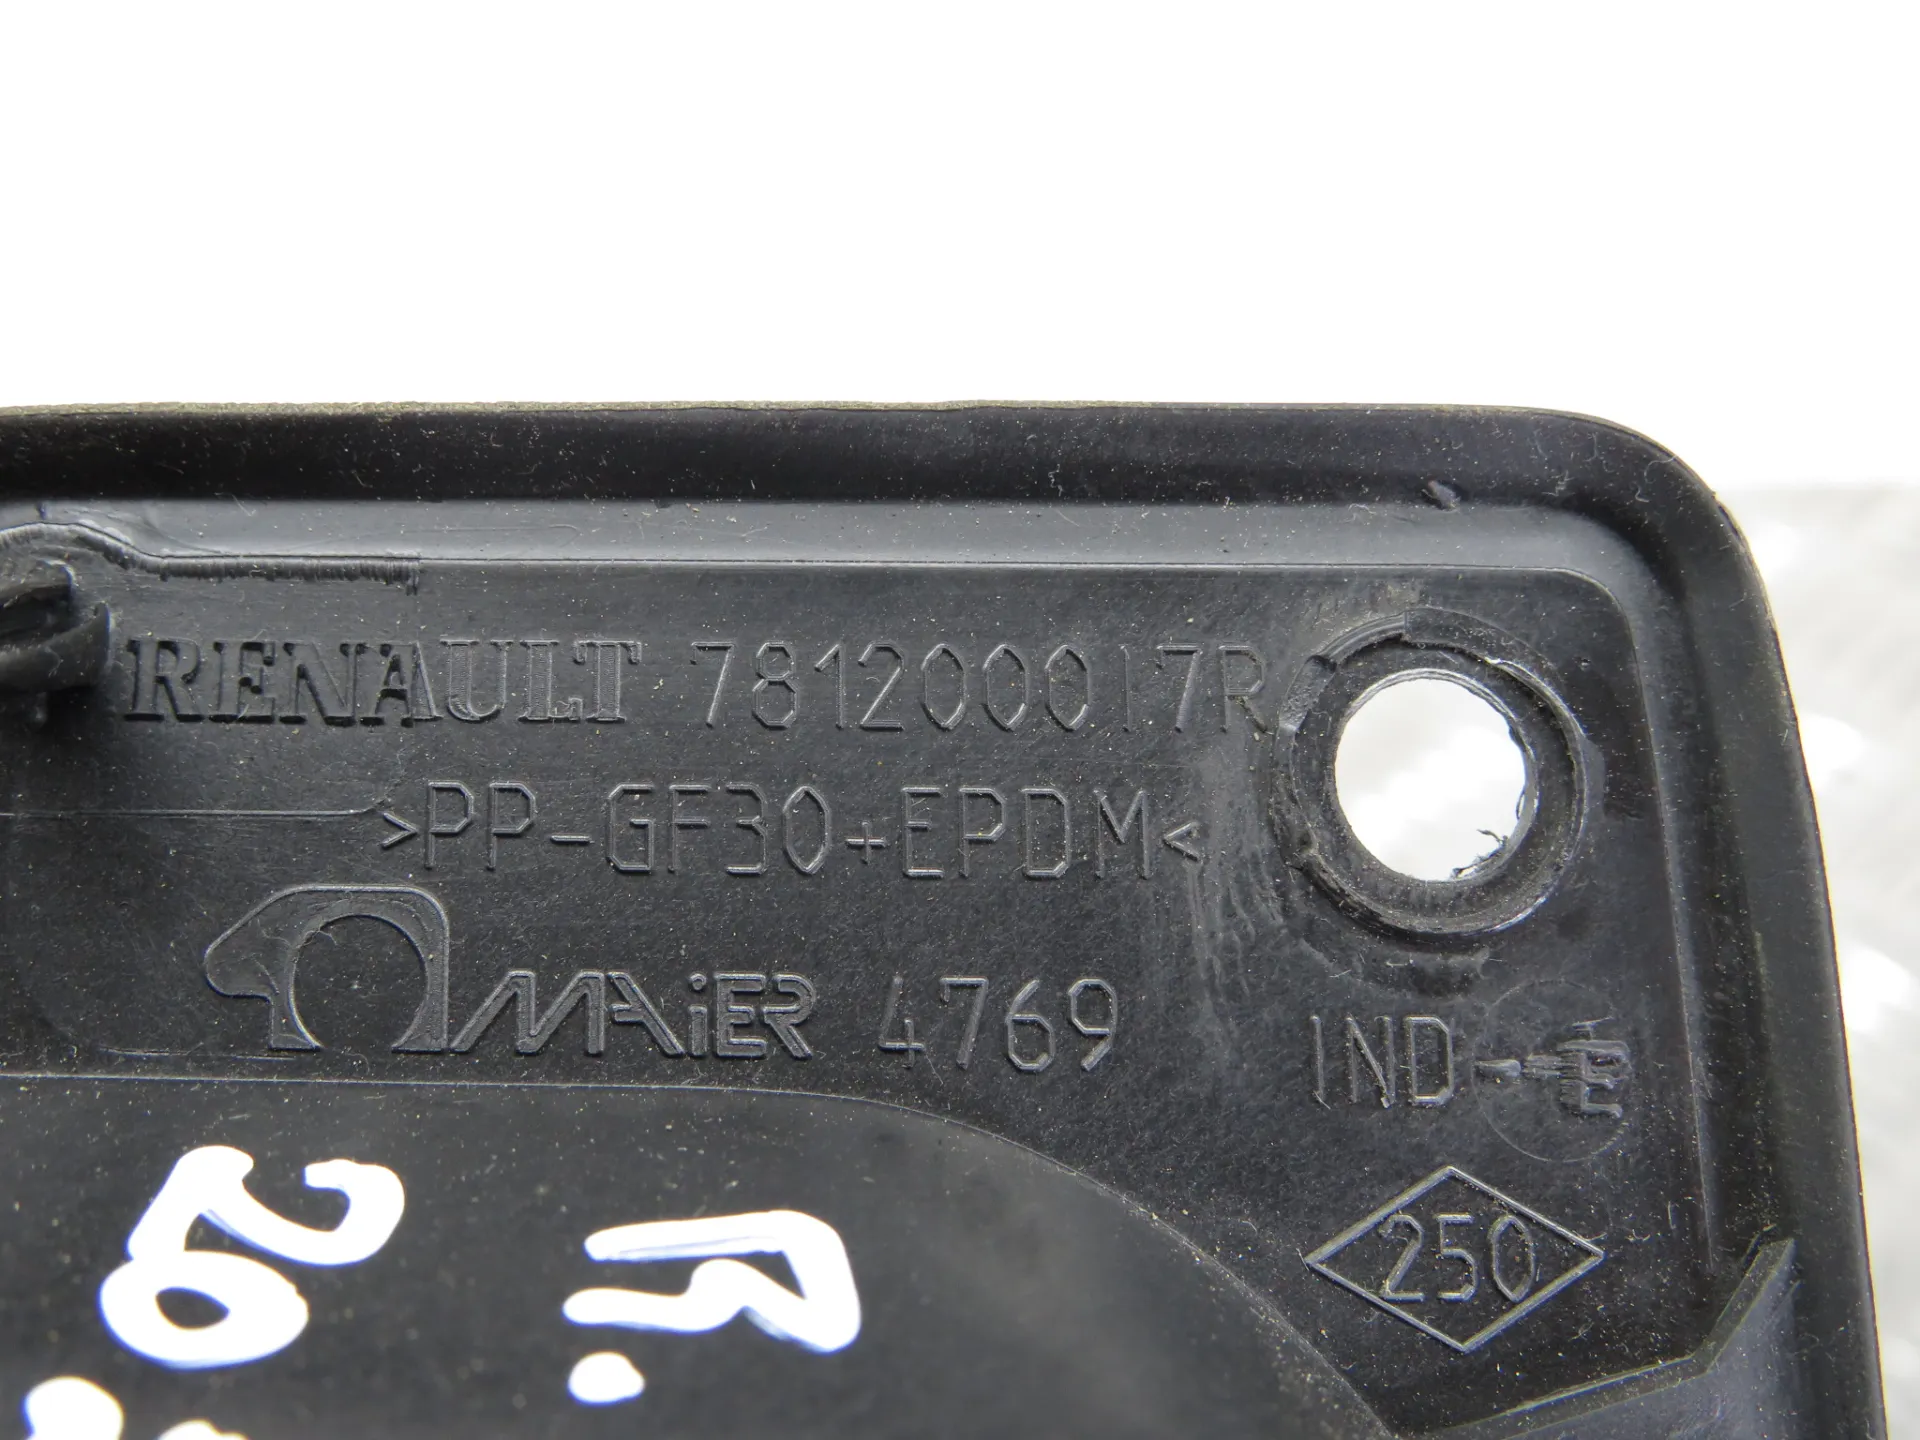 RENAULT 781200017R
>PP-GF30+EPDM<
MAiER 4769
IND-
250